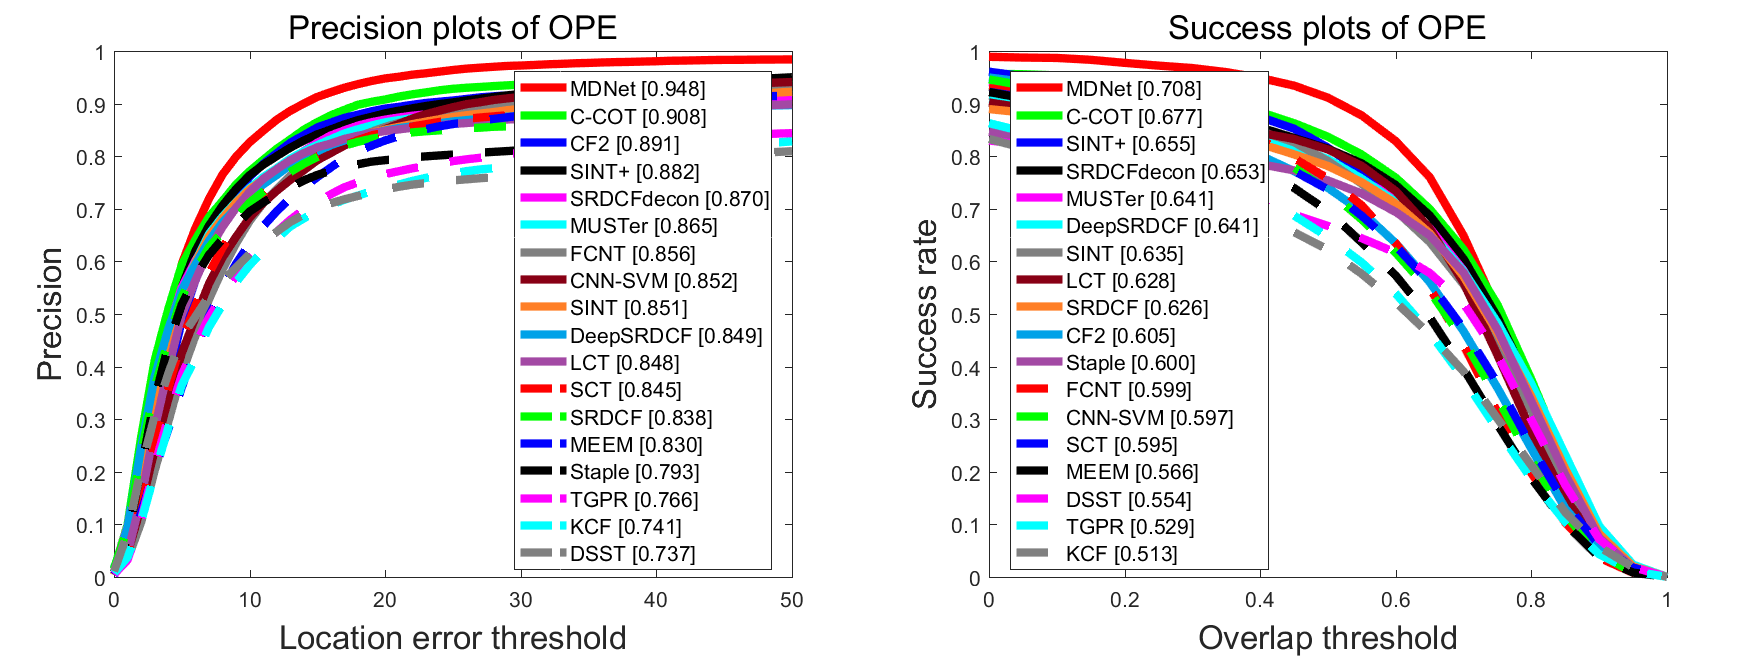 Precision plots of OPE
1
0.9
0.8
0.7
0.6
0.5
0.4
0.3
0.2
0.1
0
Precision
MDNet [0.948]
C-COT [0.908]
CF2 [0.891]
SINT+ [0.882]
SRDCFdecon [0.870]
MUSTer [0.865]
FCNT [0.856]
CNN-SVM [0.852]
SINT [0.851]
DeepSRDCF [0.849]
LCT [0.848]
SCT [0.845]
SRDCF [0.838]
MEEM [0.830]
Staple [0.793]
TGPR [0.766]
KCF [0.741]
DSST [0.737]
0 10 20 30 40 50
Location error threshold
Success plots of OPE
1
0.9
0.8
0.7
0.6
0.5
0.4
0.3
0.2
0.1
0
Success rate
MDNet [0.708]
C-COT [0.677]
SINT+ [0.655]
SRDCFdecon [0.653]
MUSTer [0.641]
DeepSRDCF [0.641]
SINT [0.635]
LCT [0.628]
SRDCF [0.626]
CF2 [0.605]
Staple [0.600]
FCNT [0.599]
CNN-SVM [0.597]
SCT [0.595]
MEEM [0.566]
DSST [0.554]
TGPR [0.529]
KCF [0.513]
0 0.2 0.4 0.6 0.8 1
Overlap threshold